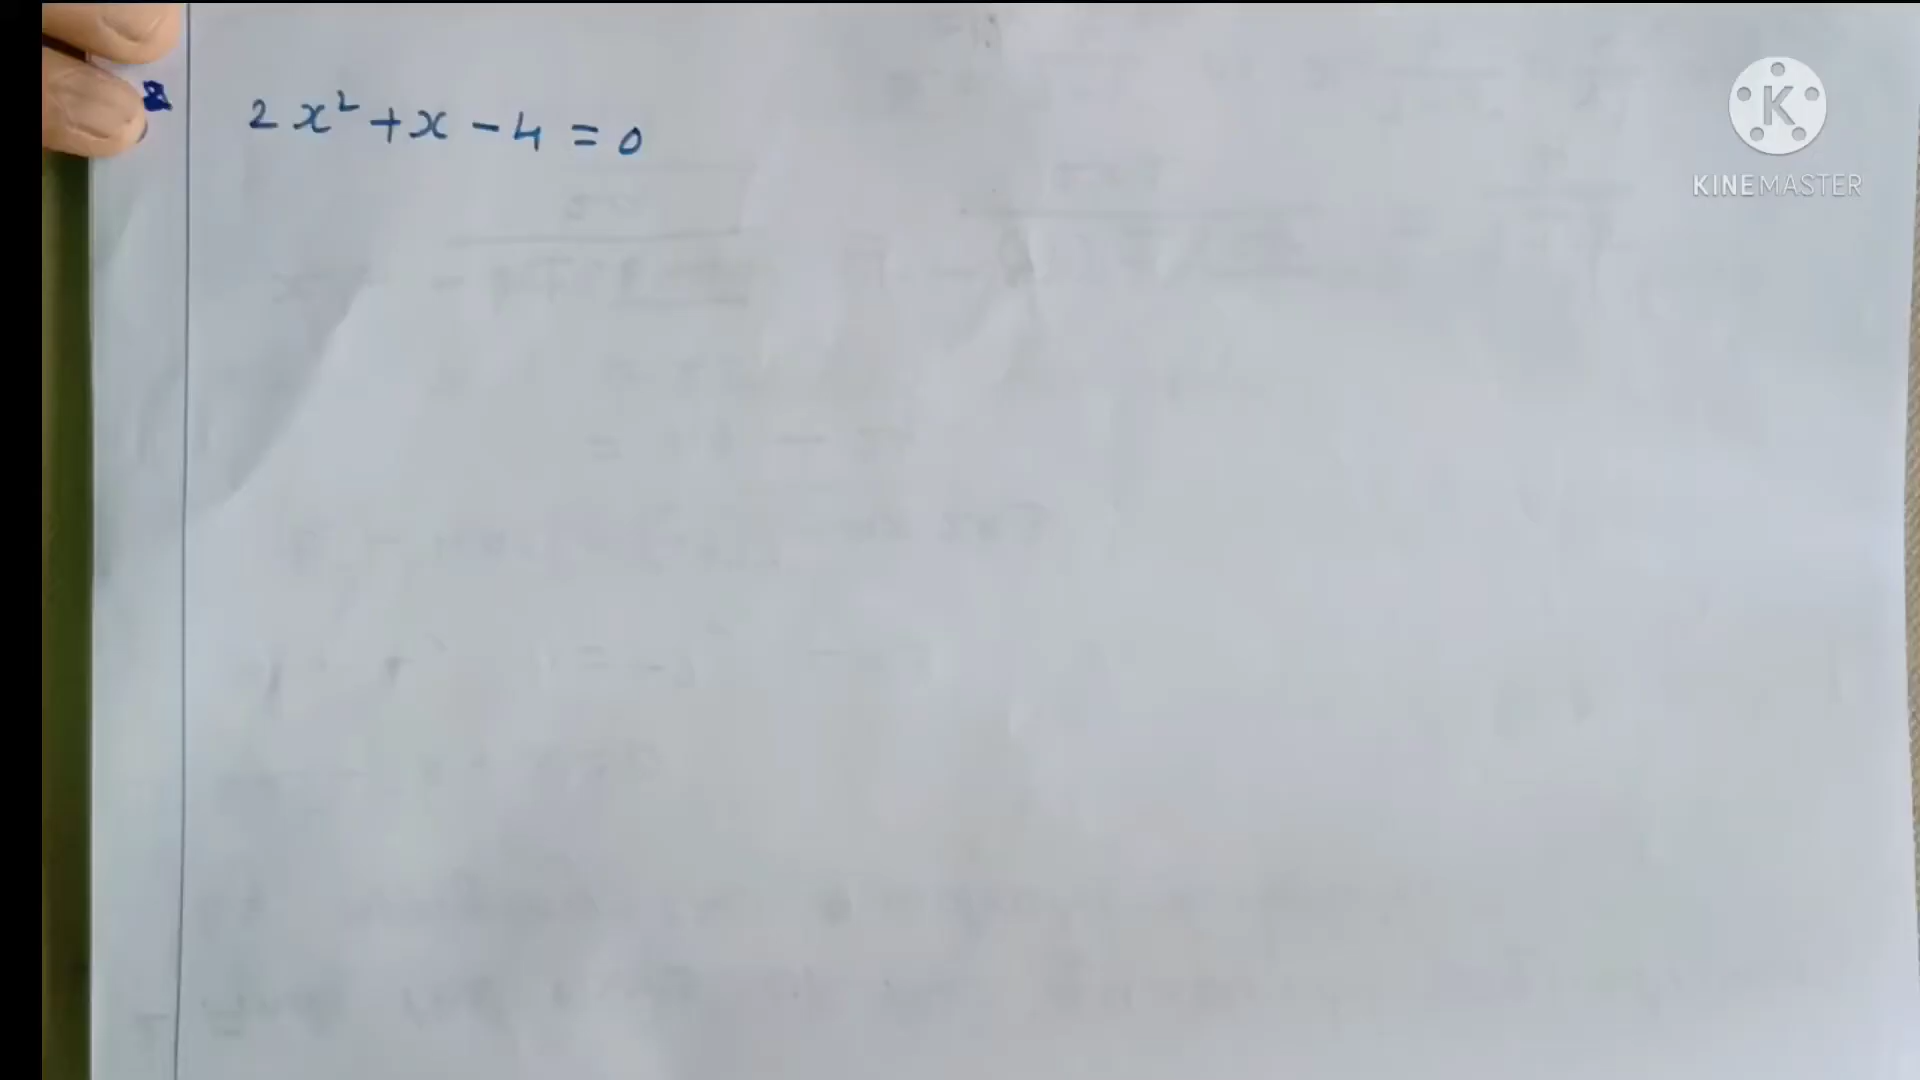 2x² + x - 4 = 0
KINEMASTER